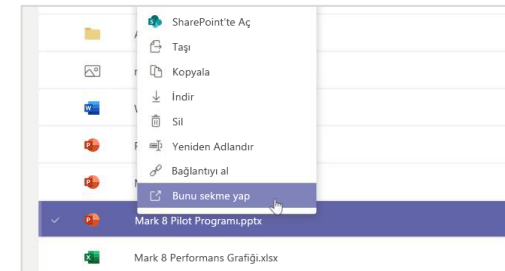 SharePoint'te Aç
Taşı
Kopyala
İndir
Sil
Yeniden Adlandır
Bağlantıyı al
Bunu sekme yap
Mark 8 Pilot Programı.pptx
Mark 8 Performans Grafiği.xlsx